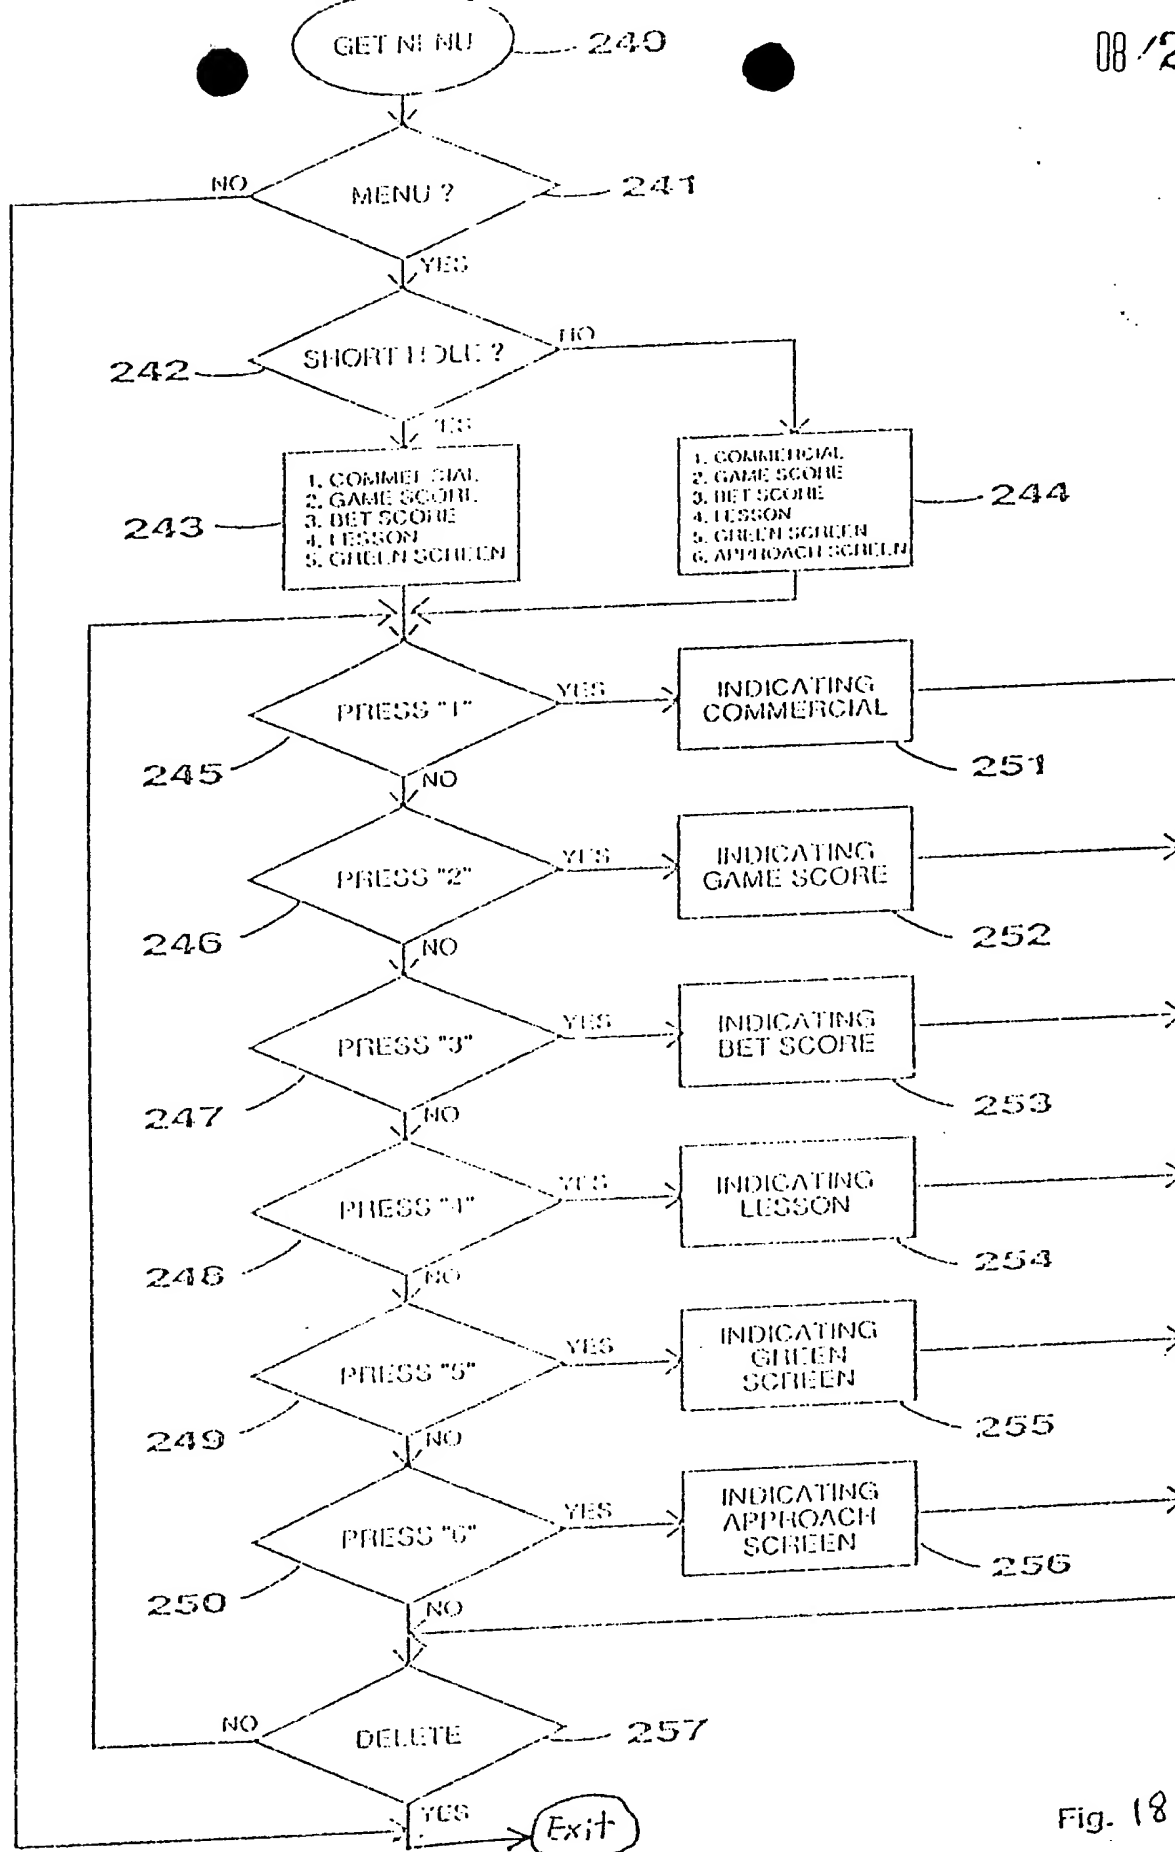 GET MENU
240
08/2
MENU ?
241
NO
YES
SHORT HOLE ?
242
NO
YES
1. COMMERCIAL
2. GAME SCORE
3. BET SCORE
4. LESSON
5. GREEN SCREEN
243
1. COMMERCIAL
2. GAME SCORE
3. BET SCORE
4. LESSON
5. GREEN SCREEN
6. APPROACH SCREEN
244
PRESS "1"
245
YES
INDICATING
COMMERCIAL
251
NO
PRESS "2"
246
YES
INDICATING
GAME SCORE
252
NO
PRESS "3"
247
YES
INDICATING
BET SCORE
253
NO
PRESS "4"
248
YES
INDICATING
LESSON
254
NO
PRESS "5"
249
YES
INDICATING
GREEN
SCREEN
255
NO
PRESS "6"
250
YES
INDICATING
APPROACH
SCREEN
256
NO
DELETE
257
NO
YES
Exit
Fig. 18